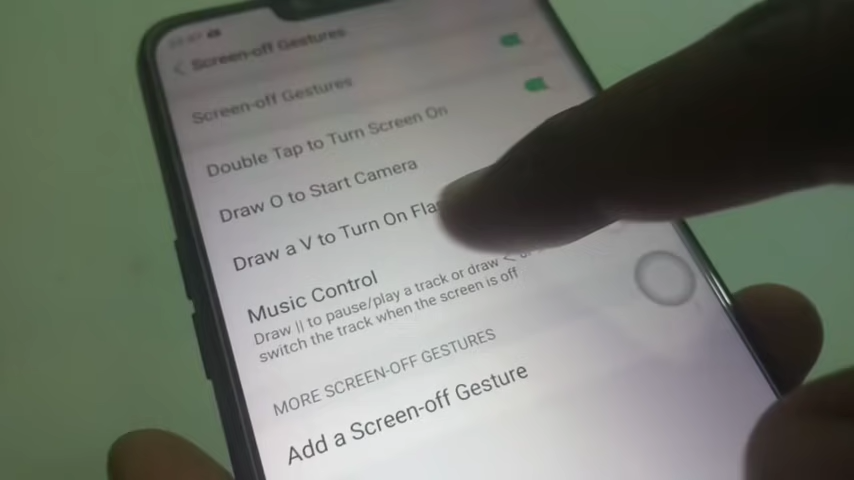 Screen-off Gestures
Screen-off Gestures
Double Tap to Turn Screen On
Draw O to Start Camera
Draw a V to Turn On
Music Control
Draw || to pause/play a track or draw <
switch the track when the screen is off
MORE SCREEN-OFF GESTURES
Add a Screen-off Gesture